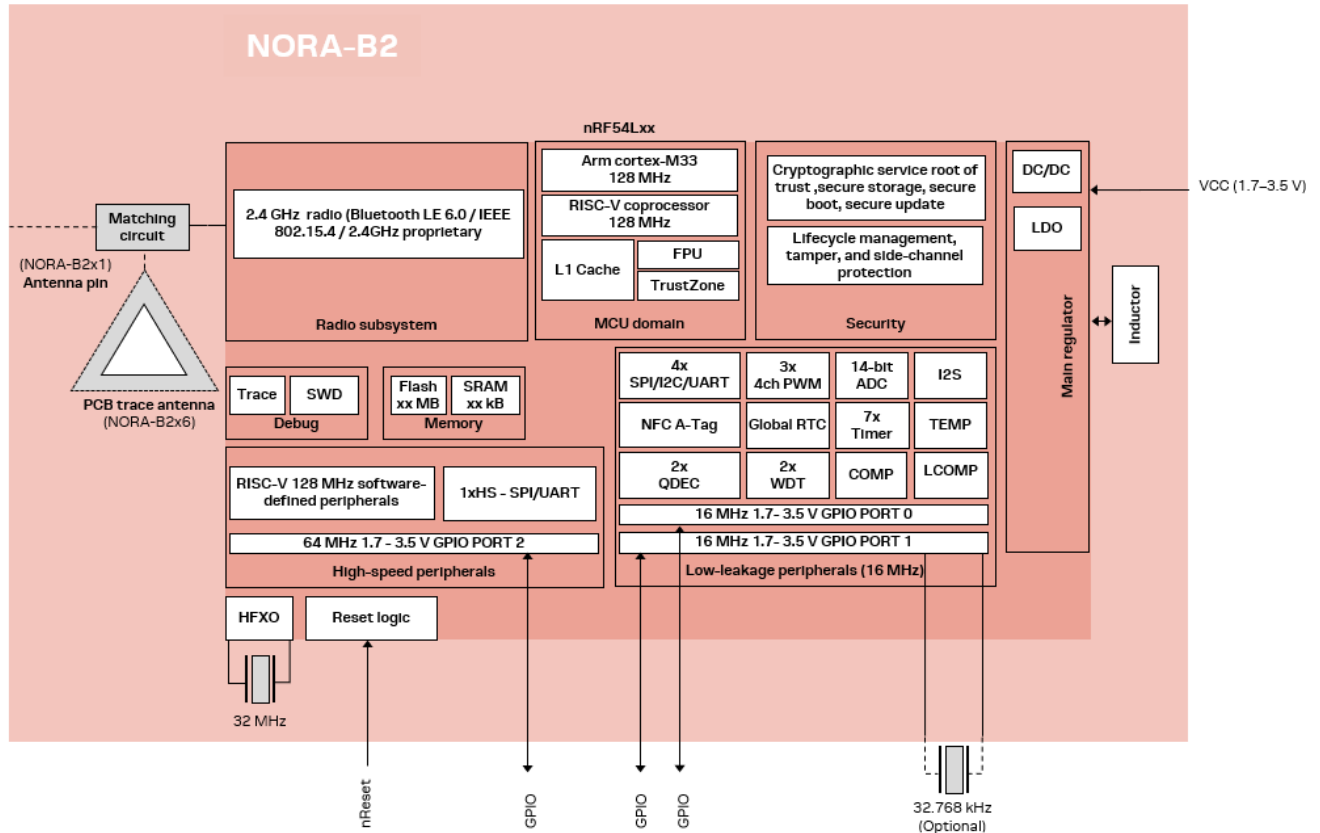 NORA-B2
nRF54Lxx
2.4 GHz radio (Bluetooth LE 6.0 / IEEE
802.15.4 / 2.4GHz proprietary
Radio subsystem
Arm cortex-M33
128 MHz
RISC-V coprocessor
128 MHz
L1 Cache
FPU
TrustZone
MCU domain
Cryptographic service root of
trust ,secure storage, secure
boot, secure update
Lifecycle management,
tamper, and side-channel
protection
Security
DC/DC
LDO
Main regulator
VCC (1.7–3.5 V)
Inductor
Matching
circuit
(NORA-B2x1)
Antenna pin
PCB trace antenna
(NORA-B2x6)
Trace
SWD
Debug
Flash
xx MB
SRAM
xx kB
Memory
4x
SPI/I2C/UART
3x
4ch PWM
14-bit
ADC
I2S
NFC A-Tag
Global RTC
7x
Timer
TEMP
2x
QDEC
2x
WDT
COMP
LCOMP
16 MHz 1.7- 3.5 V GPIO PORT 0
16 MHz 1.7- 3.5 V GPIO PORT 1
Low-leakage peripherals (16 MHz)
RISC-V 128 MHz software-
defined peripherals
1xHS - SPI/UART
64 MHz 1.7 - 3.5 V GPIO PORT 2
High-speed peripherals
HFXO
Reset logic
32 MHz
nReset
GPIO
GPIO
GPIO
32.768 kHz
(Optional)